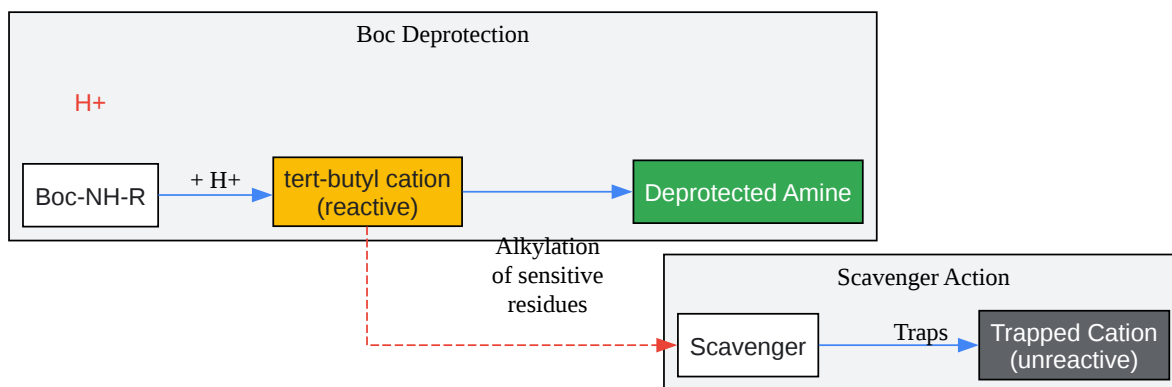 Boc Deprotection
H+
Boc-NH-R
+ H+
tert-butyl cation
(reactive)
Deprotected Amine
Alkylation
of sensitive
residues
Scavenger Action
Scavenger
Traps
Trapped Cation
(unreactive)